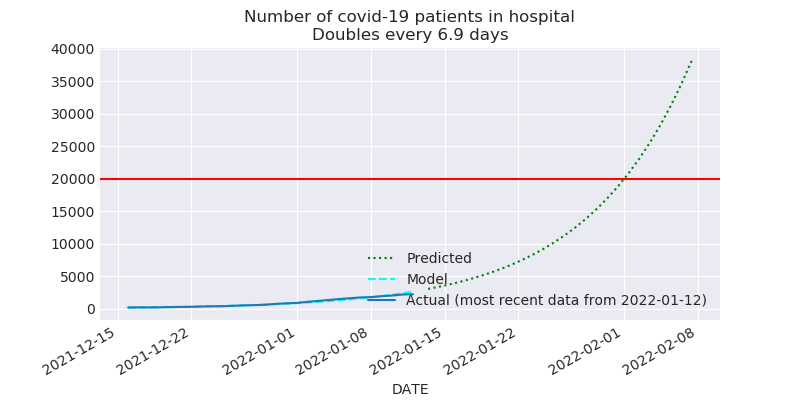 Number of covid-19 patients in hospital
Doubles every 6.9 days
40000
35000
30000
25000
20000
15000
10000
5000
0
Predicted
Model
Actual (most recent data from 2022-01-12)
2021-12-15
2021-12-22
2022-01-01
2022-01-08
2022-01-15
2022-01-22
2022-02-01
2022-02-08
DATE